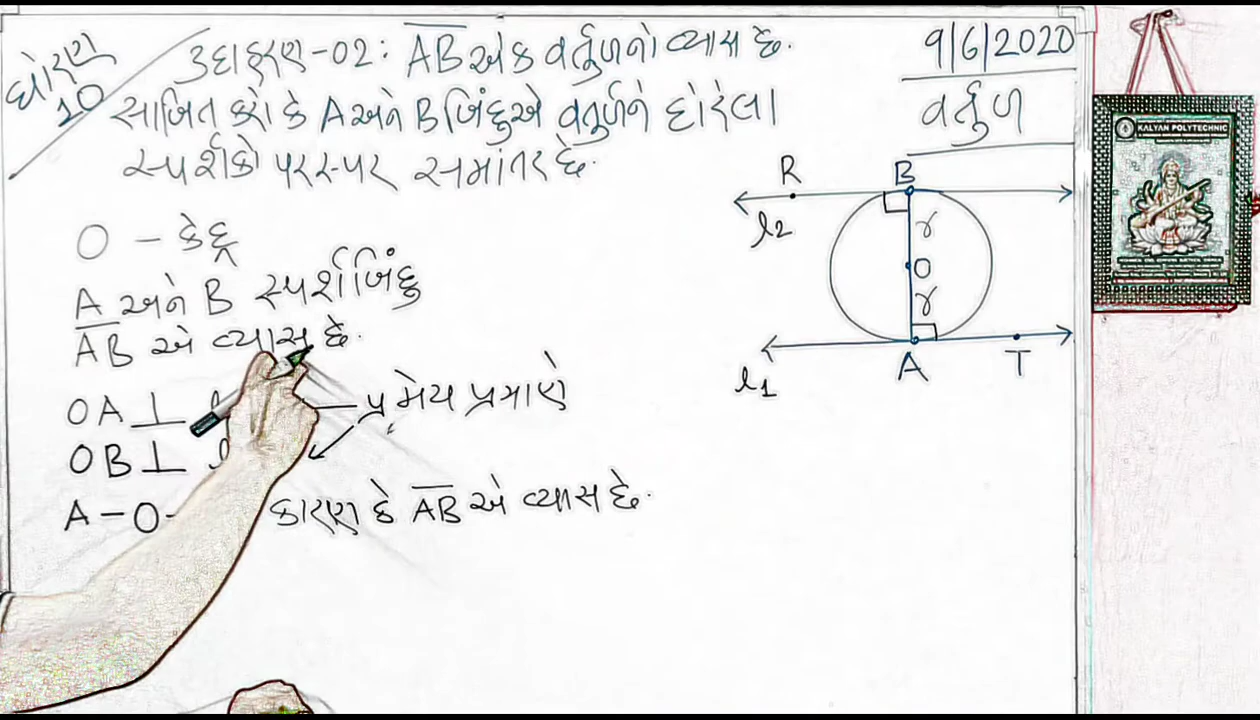 ધોરણ 10
ઉદાહરણ-02: AB એક વર્તુળનો વ્યાસ છે.
સાબિત કરો કે A અને B બિંદુએ વર્તુળને દોરેલા
સ્પર્શકો પરસ્પર સમાંતર છે.
9/6/2020
વર્તુળ
O – કેન્દ્ર
A અને B સ્પર્શબિંદુ
AB એ વ્યાસ છે.
OA ⊥
OB ⊥
પ્રમેય પ્રમાણે
A – O –
કારણ કે AB એ વ્યાસ છે.
R
B
l2
r
O
r
A
T
l1
KALYAN POLYTECHNIC